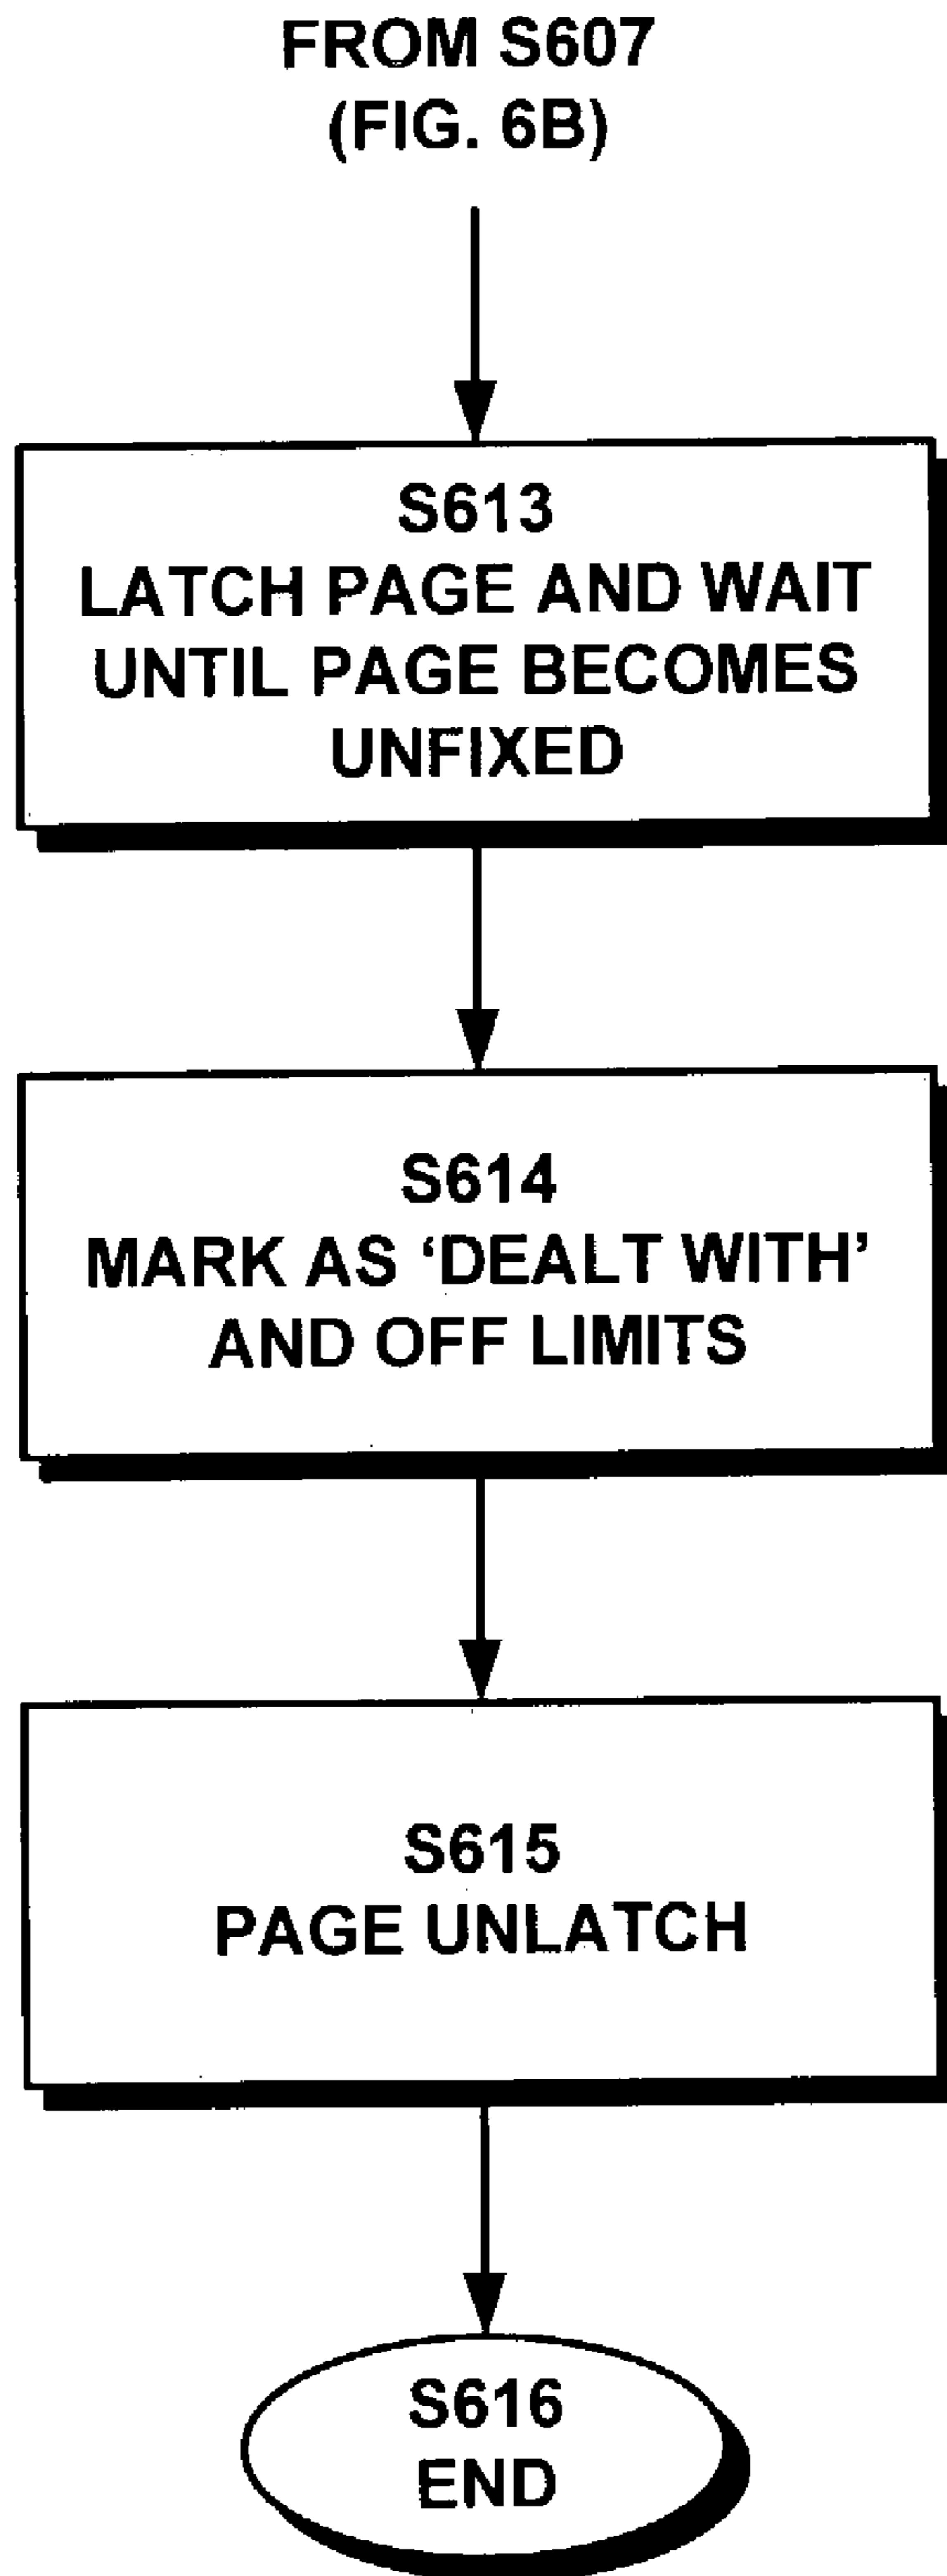 FROM S607
(FIG. 6B)
S613
LATCH PAGE AND WAIT
UNTIL PAGE BECOMES
UNFIXED
S614
MARK AS ‘DEALT WITH’
AND OFF LIMITS
S615
PAGE UNLATCH
S616
END